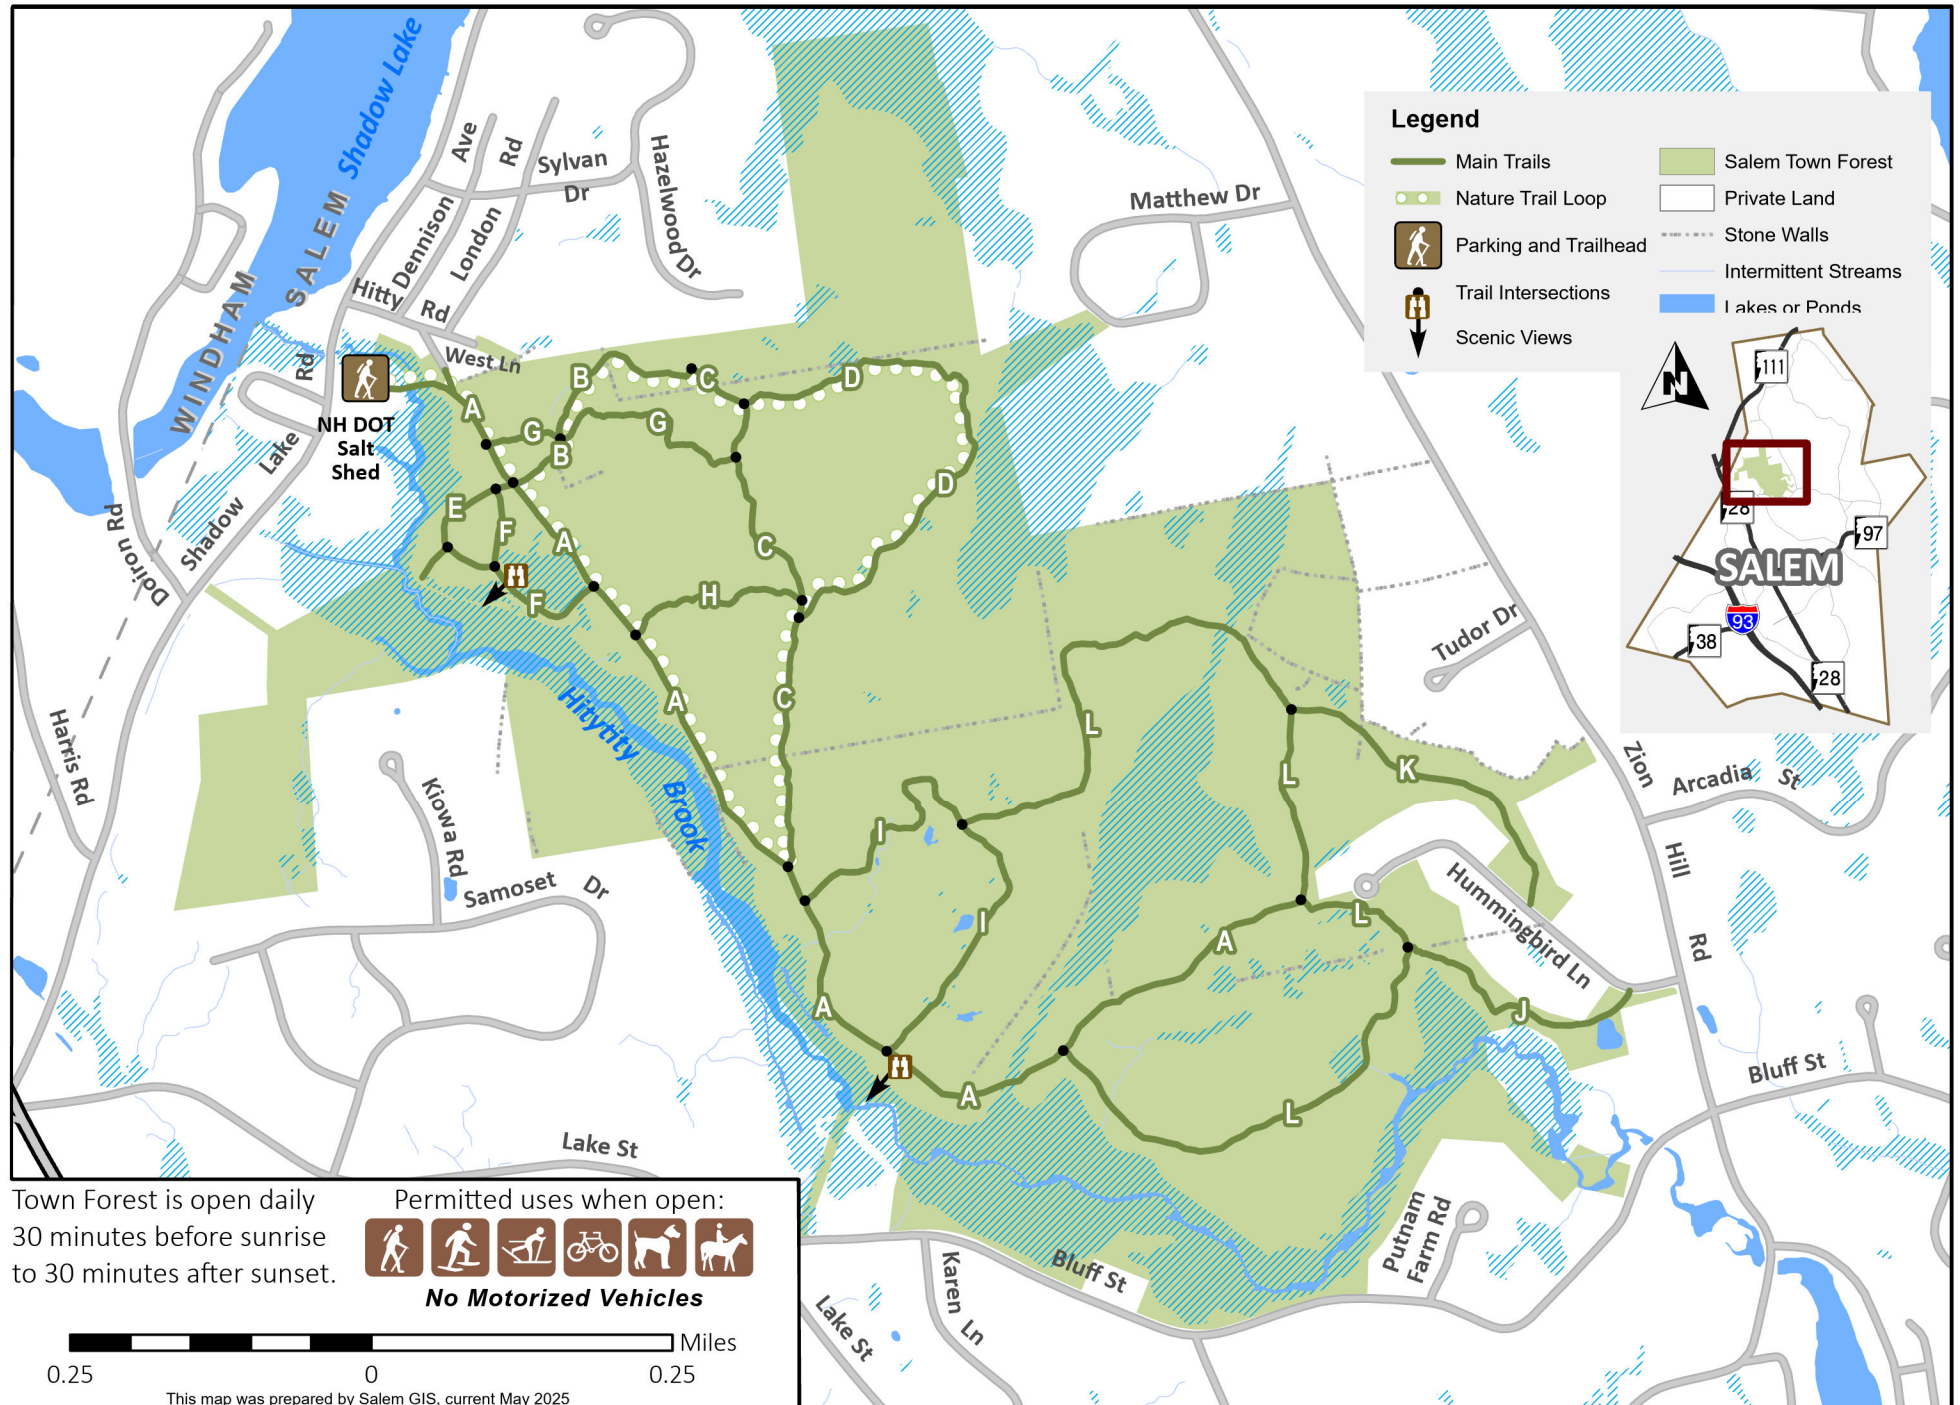 Shadow Lake
WINDHAM
SALEM
Ave
Rd
Sylvan
Dr
Dennison
London
Hazelwood Dr
Hitty
Rd
West Ln
Rd
Lake
Shadow
Doiron Rd
Harris Rd
NH DOT
Salt
Shed
Matthew Dr
Legend
Main Trails
Nature Trail Loop
Parking and Trailhead
Trail Intersections
Scenic Views
Salem Town Forest
Private Land
Stone Walls
Intermittent Streams
Lakes or Ponds
N
111
28
97
SALEM
93
38
28
A
B
C
D
G
G
B
E
F
A
D
C
H
F
A
C
L
L
K
I
I
L
A
A
J
A
L
Hitytity
Brook
Kiowa Rd
Samoset Dr
Tudor Dr
Zion
Hill
Rd
Arcadia St
Hummingbird Ln
Bluff St
Lake St
Putnam
Farm Rd
Bluff St
Karen Ln
Lake St
Town Forest is open daily
30 minutes before sunrise
to 30 minutes after sunset.
Permitted uses when open:
No Motorized Vehicles
Miles
0.25 0 0.25
This map was prepared by Salem GIS, current May 2025